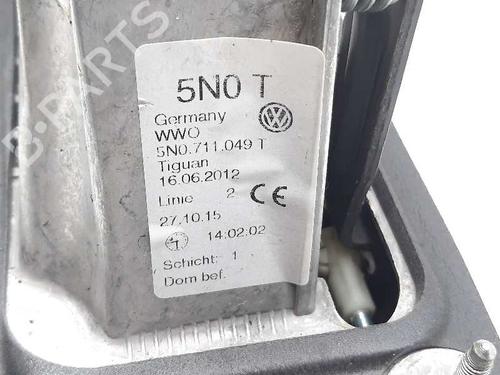 B-PARTS
5N0 T
Germany
WWO
5N0.711.049 T
Tiguan
16.06.2012
Linie 2 CE
27.10.15
14:02:02
Schicht: 1
Dom bef.